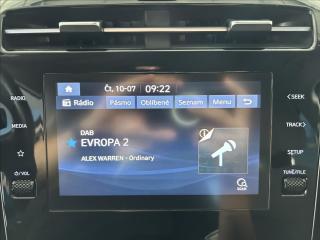 Čt, 10-07 09:22
Rádio Pásmo Oblíbené Seznam Menu
DAB
EVROPA 2
ALEX WARREN - Ordinary
SCAN
RADIO
MEDIA
⏻/VOL
< SEEK
TRACK >
SETUP
TUNE/FILE